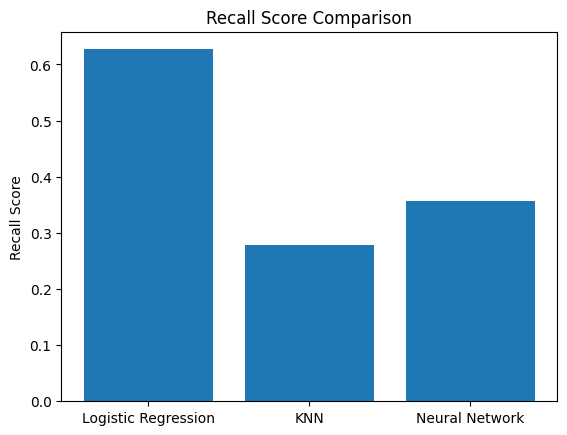 Recall Score Comparison
Recall Score
0.6
0.5
0.4
0.3
0.2
0.1
0.0
Logistic Regression
KNN
Neural Network